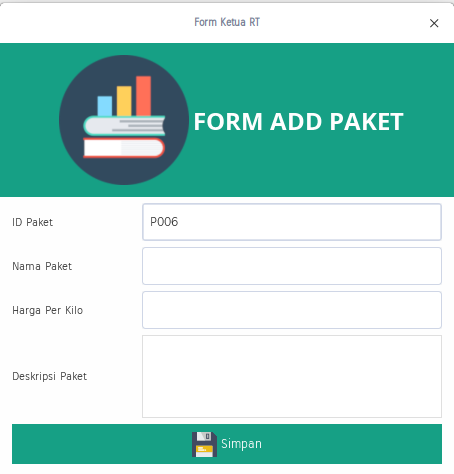 Form Ketua RT
FORM ADD PAKET
ID Paket
P006
Nama Paket
Harga Per Kilo
Deskripsi Paket
Simpan